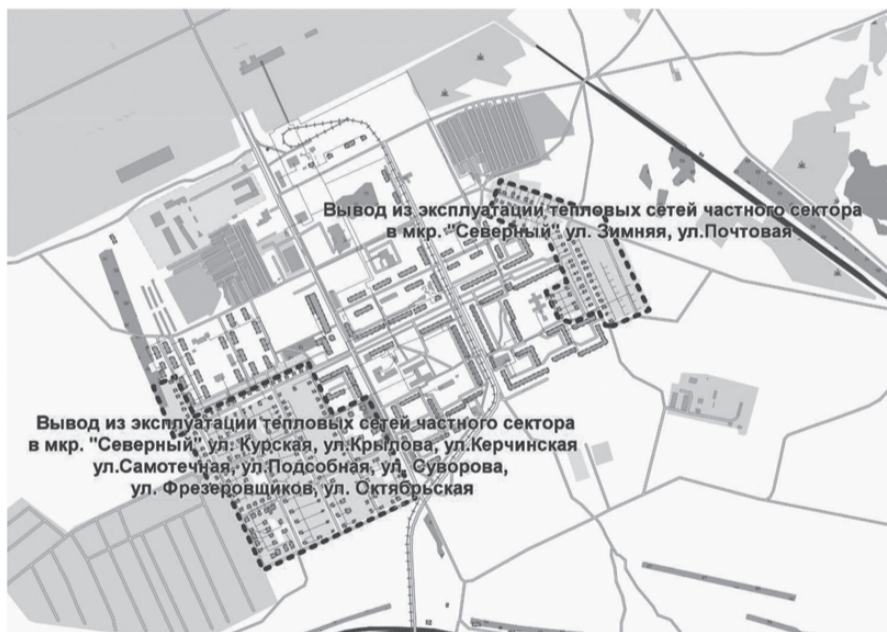 Вывод из эксплуатации тепловых сетей частного сектора
в мкр. "Северный" ул. Зимняя, ул.Почтовая
Вывод из эксплуатации тепловых сетей частного сектора
в мкр. "Северный" ул. Курская, ул.Крылова, ул.Керчинская
ул.Самотечная, ул.Подсобная, ул. Суворова,
ул. Фрезеровщиков, ул. Октябрьская